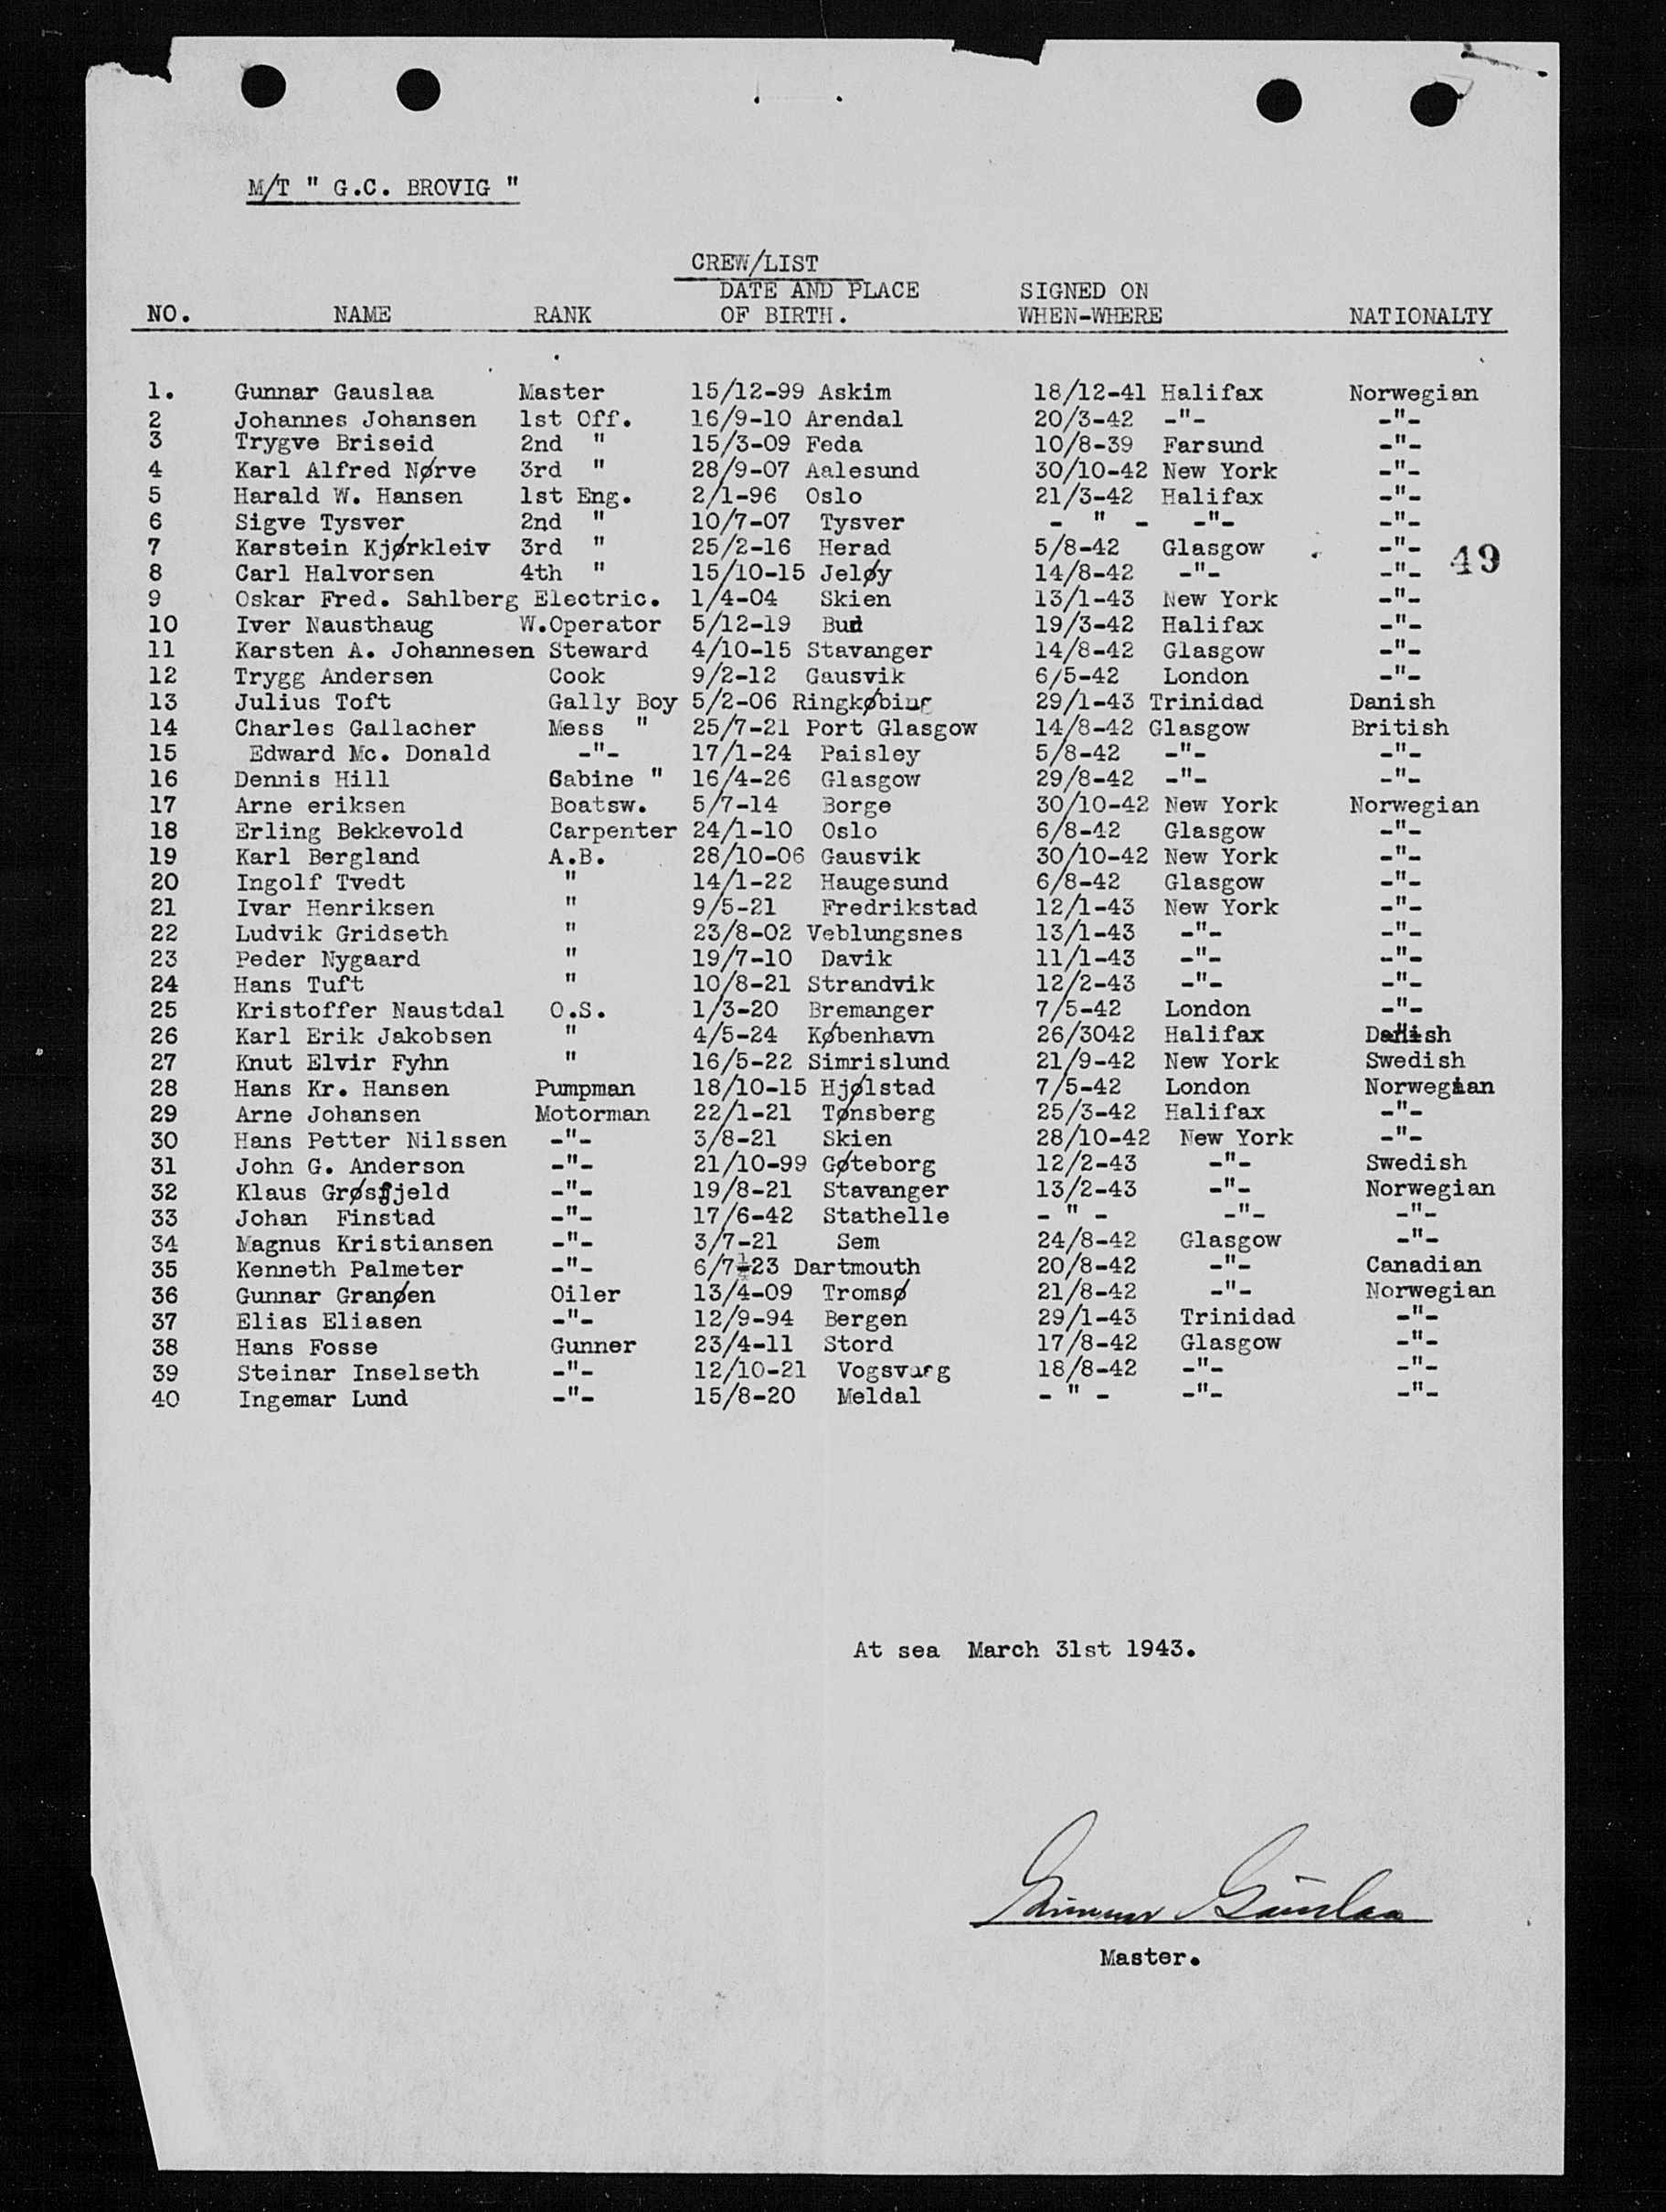 M/T " G.C. BROVIG "
CREW/LIST
DATE AND PLACE SIGNED ON
NO. NAME RANK OF BIRTH. WHEN-WHERE NATIONALTY
1. Gunnar Gauslaa Master 15/12-99 Askim 18/12-41 Halifax Norwegian
2 Johannes Johansen 1st Off. 16/9-10 Arendal 20/3-42 -"- -"-
3 Trygve Briseid 2nd " 15/3-09 Feda 10/8-39 Farsund -"-
4 Karl Alfred Nørve 3rd " 28/9-07 Aalesund 30/10-42 New York -"-
5 Harald W. Hansen 1st Eng. 2/1-96 Oslo 21/3-42 Halifax -"-
6 Sigve Tysver 2nd " 10/7-07 Tysver - " - -"- -"-
7 Karstein Kjørkleiv 3rd " 25/2-16 Herad 5/8-42 Glasgow -"- 49
8 Carl Halvorsen 4th " 15/10-15 Jeløy 14/8-42 -"- -"-
9 Oskar Fred. Sahlberg Electric. 1/4-04 Skien 13/1-43 New York -"-
10 Iver Nausthaug W.Operator 5/12-19 Bud 19/3-42 Halifax -"-
11 Karsten A. Johannesen Steward 4/10-15 Stavanger 14/8-42 Glasgow -"-
12 Trygg Andersen Cook 9/2-12 Gausvik 6/5-42 London -"-
13 Julius Toft Gally Boy 5/2-06 Ringkøbing 29/1-43 Trinidad Danish
14 Charles Gallacher Mess " 25/7-21 Port Glasgow 14/8-42 Glasgow British
15 Edward Mc. Donald -"- 17/1-24 Paisley 5/8-42 -"- -"-
16 Dennis Hill Cabine " 16/4-26 Glasgow 29/8-42 -"- -"-
17 Arne eriksen Boatsw. 5/7-14 Borge 30/10-42 New York Norwegian
18 Erling Bekkevold Carpenter 24/1-10 Oslo 6/8-42 Glasgow -"-
19 Karl Bergland A.B. 28/10-06 Gausvik 30/10-42 New York -"-
20 Ingolf Tvedt " 14/1-22 Haugesund 6/8-42 Glasgow -"-
21 Ivar Henriksen " 9/5-21 Fredrikstad 12/1-43 New York -"-
22 Ludvik Gridseth " 23/8-02 Veblungsnes 13/1-43 -"- -"-
23 Peder Nygaard " 19/7-10 Davik 11/1-43 -"- -"-
24 Hans Tuft " 10/8-21 Strandvik 12/2-43 -"- -"-
25 Kristoffer Naustdal O.S. 1/3-20 Bremanger 7/5-42 London -"-
26 Karl Erik Jakobsen " 4/5-24 København 26/3042 Halifax Danish
27 Knut Elvir Fyhn " 16/5-22 Simrislund 21/9-42 New York Swedish
28 Hans Kr. Hansen Pumpman 18/10-15 Hjølstad 7/5-42 London Norwegian
29 Arne Johansen Motorman 22/1-21 Tønsberg 25/3-42 Halifax -"-
30 Hans Petter Nilssen -"- 3/8-21 Skien 28/10-42 New York -"-
31 John G. Anderson -"- 21/10-99 Gøteborg 12/2-43 -"- Swedish
32 Klaus Grøsfjeld -"- 19/8-21 Stavanger 13/2-43 -"- Norwegian
33 Johan Finstad -"- 17/6-42 Stathelle - " - -"- -"-
34 Magnus Kristiansen -"- 3/7-21 Sem 24/8-42 Glasgow -"-
35 Kenneth Palmeter -"- 6/7-23 Dartmouth 20/8-42 -"- Canadian
36 Gunnar Granøen Oiler 13/4-09 Tromsø 21/8-42 -"- Norwegian
37 Elias Eliasen -"- 12/9-94 Bergen 29/1-43 Trinidad -"-
38 Hans Fosse Gunner 23/4-11 Stord 17/8-42 Glasgow -"-
39 Steinar Inselseth -"- 12/10-21 18/8-42 -"- -"-
40 Ingemar Lund -"- 15/8-20 Meldal - " - -"- -"-
At sea March 31st 1943.
Gunnar Gauslaa
Master.